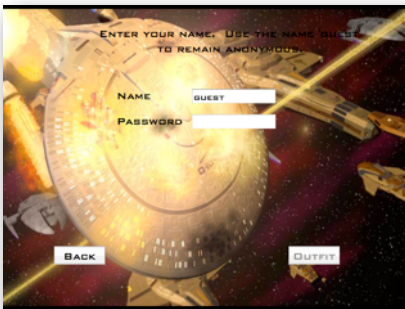 Enter your name. Use the name guest
to remain anonymous.
Name guest
Password
Back Outfit